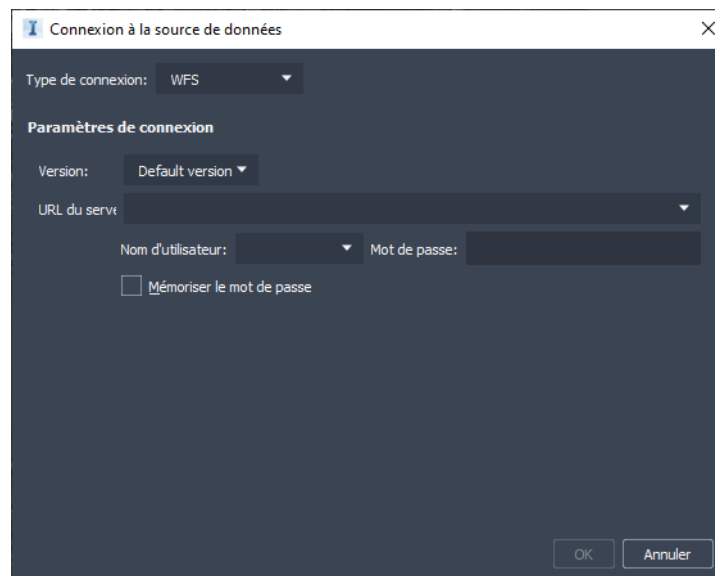 Connexion à la source de données
Type de connexion: WFS
Paramètres de connexion
Version: Default version
URL du serve
Nom d'utilisateur: Mot de passe:
Mémoriser le mot de passe
OK Annuler